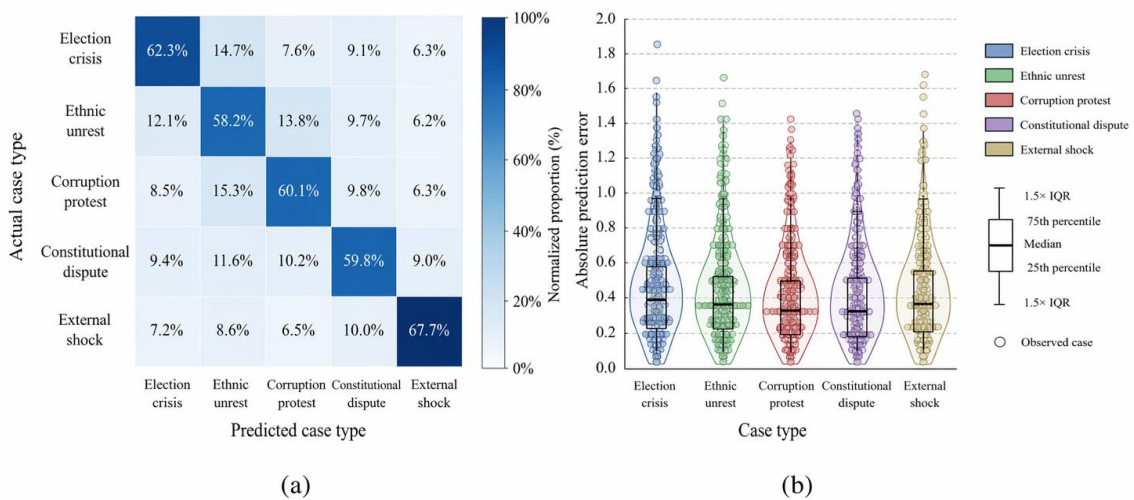 Actual case type
Election
crisis
62.3% 14.7% 7.6% 9.1% 6.3%
Ethnic
unrest
12.1% 58.2% 13.8% 9.7% 6.2%
Corruption
protest
8.5% 15.3% 60.1% 9.8% 6.3%
Constitutional
dispute
9.4% 11.6% 10.2% 59.8% 9.0%
External
shock
7.2% 8.6% 6.5% 10.0% 67.7%
Election
crisis
Ethnic
unrest
Corruption
protest
Constitutional
dispute
External
shock
Predicted case type
100%
80%
60%
40%
20%
0%
Normalized proportion (%)
(a)
Absolute prediction error
2.0
1.8
1.6
1.4
1.2
1.0
0.8
0.6
0.4
0.2
0.0
Election
crisis
Ethnic
unrest
Corruption
protest
Constitutional
dispute
External
shock
Case type
Election crisis
Ethnic unrest
Corruption protest
Constitutional dispute
External shock
1.5× IQR
75th percentile
Median
25th percentile
1.5× IQR
Observed case
(b)